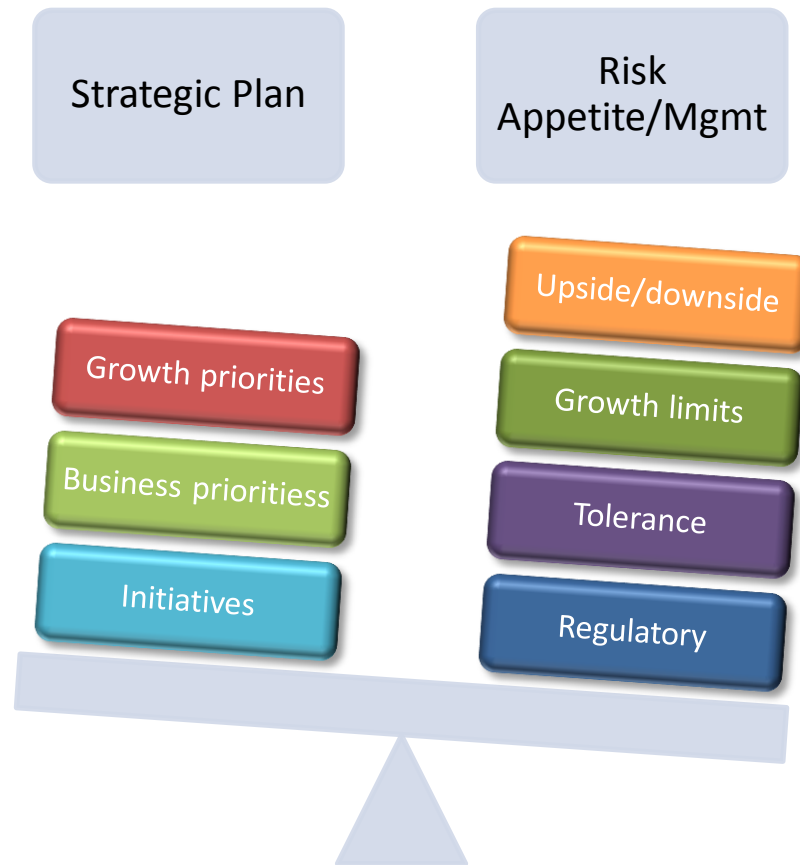 Strategic Plan
Risk
Appetite/Mgmt
Growth priorities
Business prioritiess
Initiatives
Upside/downside
Growth limits
Tolerance
Regulatory